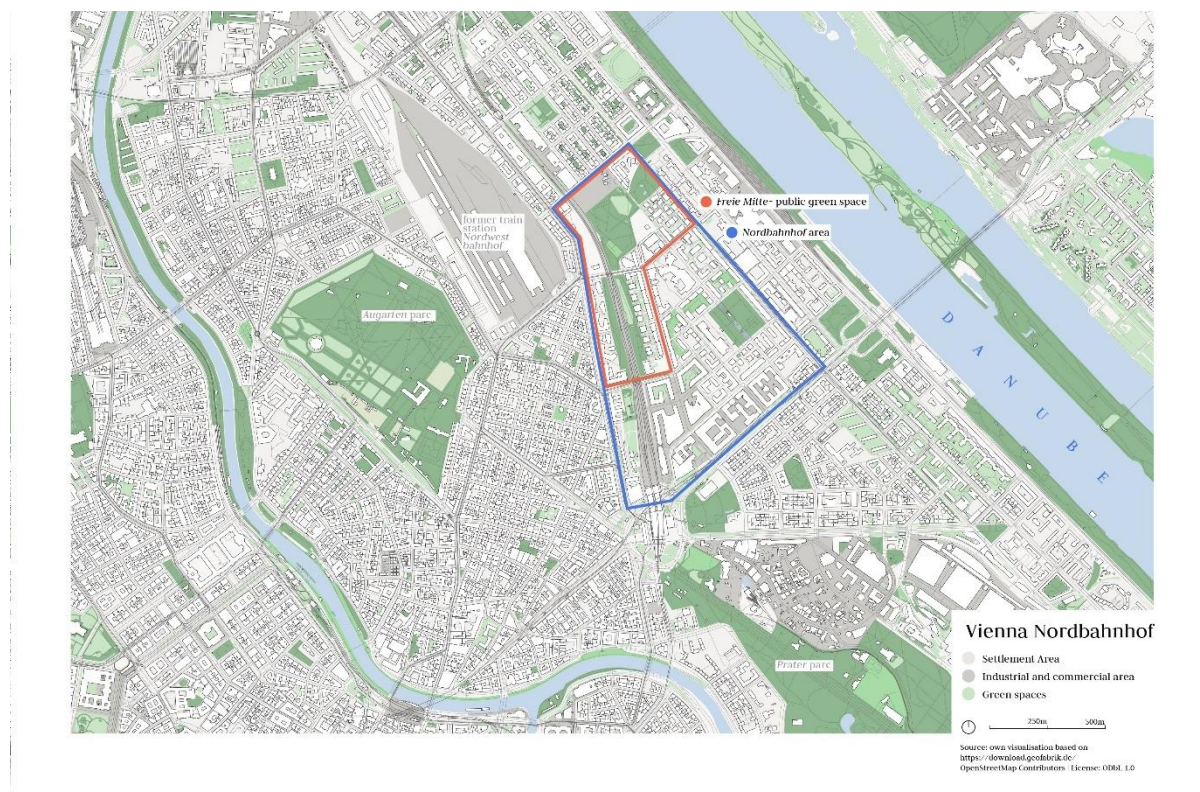 former train
station
Nordwest
bahnhof
Freie Mitte- public green space
Nordbahnhof area
Augarten parc
DANUBE
Prater parc
Vienna Nordbahnhof
Settlement Area
Industrial and commercial area
Green spaces
250m 500m
Source: own visualisation based on
https://download.geofabrik.de/
OpenStreetMap Contributors | License: ODbL 1.0